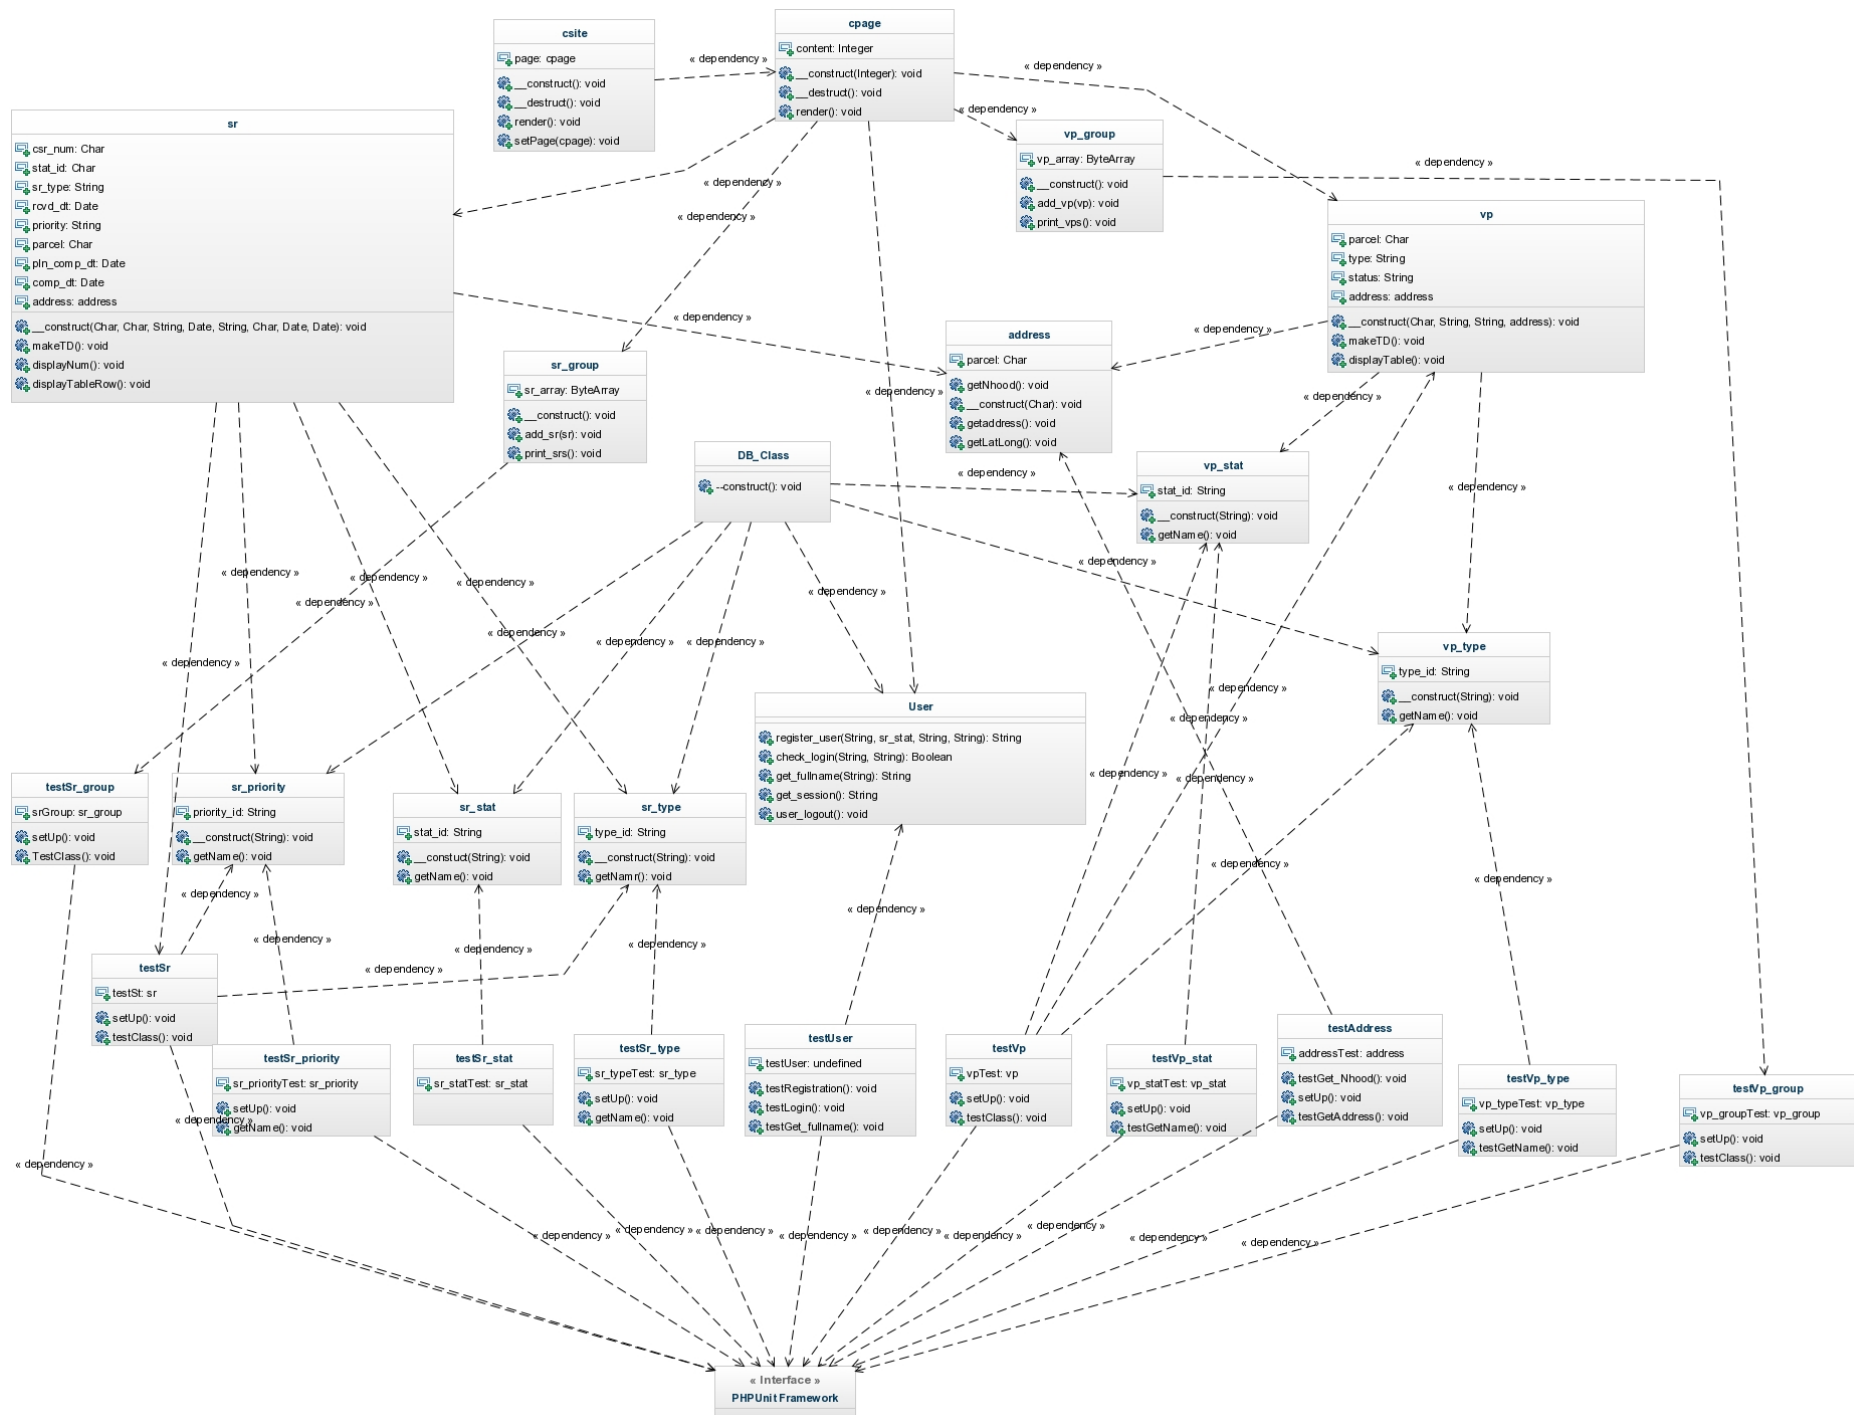 csite
page: cpage
__construct(): void
__destruct(): void
render(): void
setPage(cpage): void
« dependency »
cpage
content: Integer
__construct(Integer): void
__destruct(): void
render(): void
« dependency »
« dependency »
vp_group
vp_array: ByteArray
__construct(): void
add_vp(vp): void
print_vps(): void
« dependency »
sr
csr_num: Char
stat_id: Char
sr_type: String
rcvd_dt: Date
priority: String
parcel: Char
pln_comp_dt: Date
comp_dt: Date
address: address
__construct(Char, Char, String, Date, String, Char, Date, Date): void
makeTD(): void
displayNum(): void
displayTableRow(): void
« dependency »
« dependency »
« dependency »
vp
parcel: Char
type: String
status: String
address: address
__construct(Char, String, String, address): void
makeTD(): void
displayTable(): void
« dependency »
address
parcel: Char
getNhood(): void
__construct(Char): void
getaddress(): void
getLatLong(): void
« dependency »
« dependency »
sr_group
sr_array: ByteArray
__construct(): void
add_sr(sr): void
print_srs(): void
DB_Class
--construct(): void
« dependency »
vp_stat
stat_id: String
__construct(String): void
getName(): void
« dependency »
« dependency »
« dependency »
« dependency »
« dependency »
« dependency »
« dependency »
« dependency »
« dependency »
« dependency »
« dependency »
vp_type
type_id: String
__construct(String): void
getName(): void
« dependency »
« dependency »
« dependency »
« dependency »
« dependency »
User
register_user(String, sr_stat, String, String): String
check_login(String, String): Boolean
get_fullname(String): String
get_session(): String
user_logout(): void
testSr_group
srGroup: sr_group
setUp(): void
TestClass(): void
sr_priority
priority_id: String
__construct(String): void
getName(): void
sr_stat
stat_id: String
__constuct(String): void
getName(): void
sr_type
type_id: String
__construct(String): void
getNamr(): void
« dependency »
« dependency »
« dependency »
« dependency »
« dependency »
« dependency »
« dependency »
« dependency »
testSr
testSt: sr
setUp(): void
testClass(): void
testSr_priority
sr_priorityTest: sr_priority
setUp(): void
getName(): void
« dependency »
testSr_stat
sr_statTest: sr_stat
testSr_type
sr_typeTest: sr_type
setUp(): void
getName(): void
testUser
testUser: undefined
testRegistration(): void
testLogin(): void
testGet_fullname(): void
testVp
vpTest: vp
setUp(): void
testClass(): void
testVp_stat
vp_statTest: vp_stat
setUp(): void
testGetName(): void
testAddress
addressTest: address
testGet_Nhood(): void
setUp(): void
testGetAddress(): void
testVp_type
vp_typeTest: vp_type
setUp(): void
testGetName(): void
testVp_group
vp_groupTest: vp_group
setUp(): void
testClass(): void
« dependency »
« dependency »
« dependency »
« dependency »
« dependency »
« dependency »
« dependency »
« dependency »
« dependency »
« dependency »
« Interface »
PHPUnit Framework